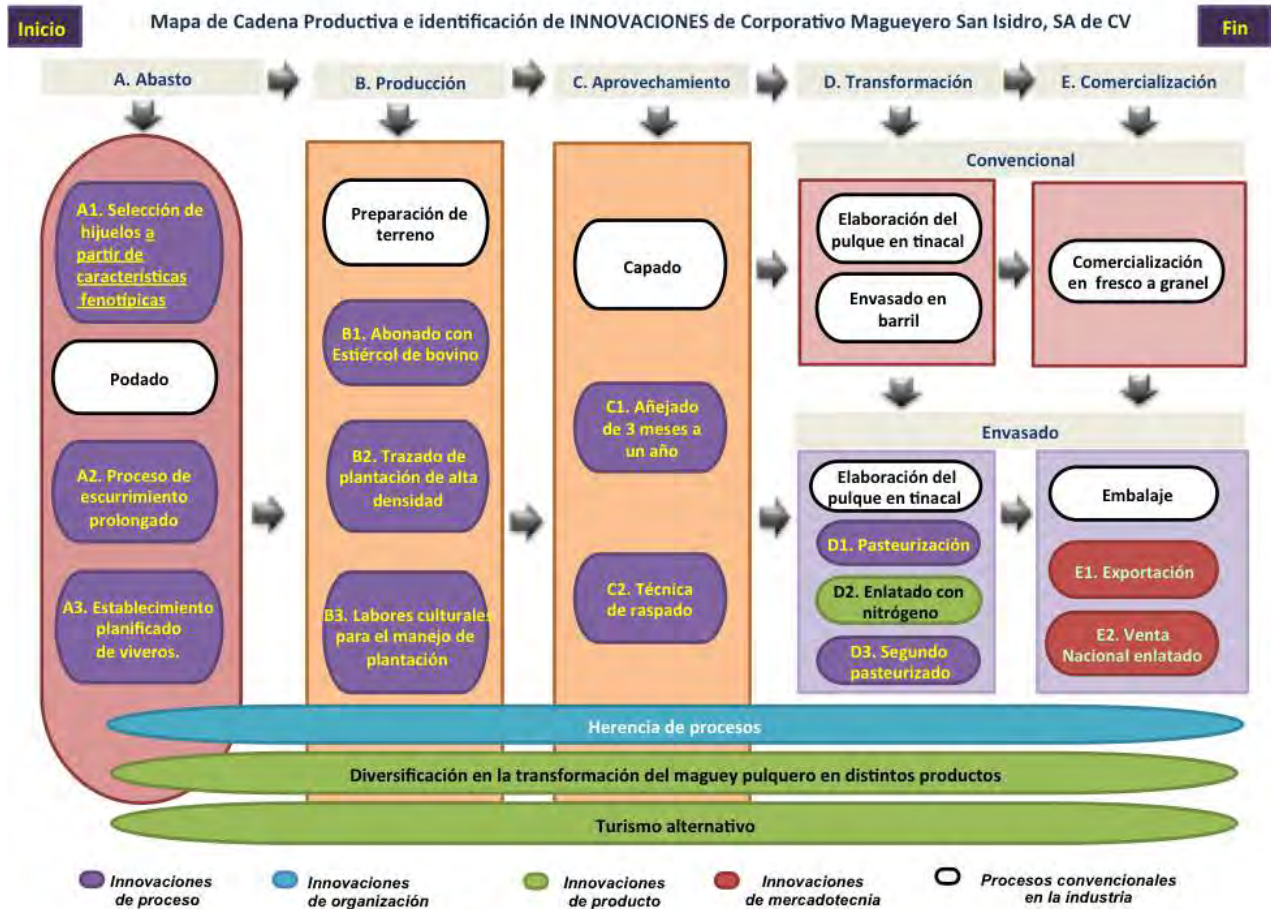 Inicio
Mapa de Cadena Productiva e identificación de INNOVACIONES de Corporativo Magueyero San Isidro, SA de CV
Fin
A. Abasto
B. Producción
C. Aprovechamiento
D. Transformación
E. Comercialización
A1. Selección de
hijuelos a
partir de
características
fenotípicas
Podado
A2. Proceso de
escurrimiento
prolongado
A3. Establecimiento
planificado
de viveros.
Preparación de
terreno
B1. Abonado con
Estiércol de bovino
B2. Trazado de
plantación de alta
densidad
B3. Labores culturales
para el manejo de
plantación
Capado
C1. Añejado
de 3 meses a
un año
C2. Técnica
de raspado
Convencional
Elaboración del
pulque en tinacal
Envasado en
barril
Comercialización
en fresco a granel
Envasado
Elaboración del
pulque en tinacal
D1. Pasteurización
D2. Enlatado con
nitrógeno
D3. Segundo
pasteurizado
Embalaje
E1. Exportación
E2. Venta
Nacional enlatado
Herencia de procesos
Diversificación en la transformación del maguey pulquero en distintos productos
Turismo alternativo
Innovaciones
de proceso
Innovaciones
de organización
Innovaciones
de producto
Innovaciones
de mercadotecnia
Procesos convencionales
en la industria